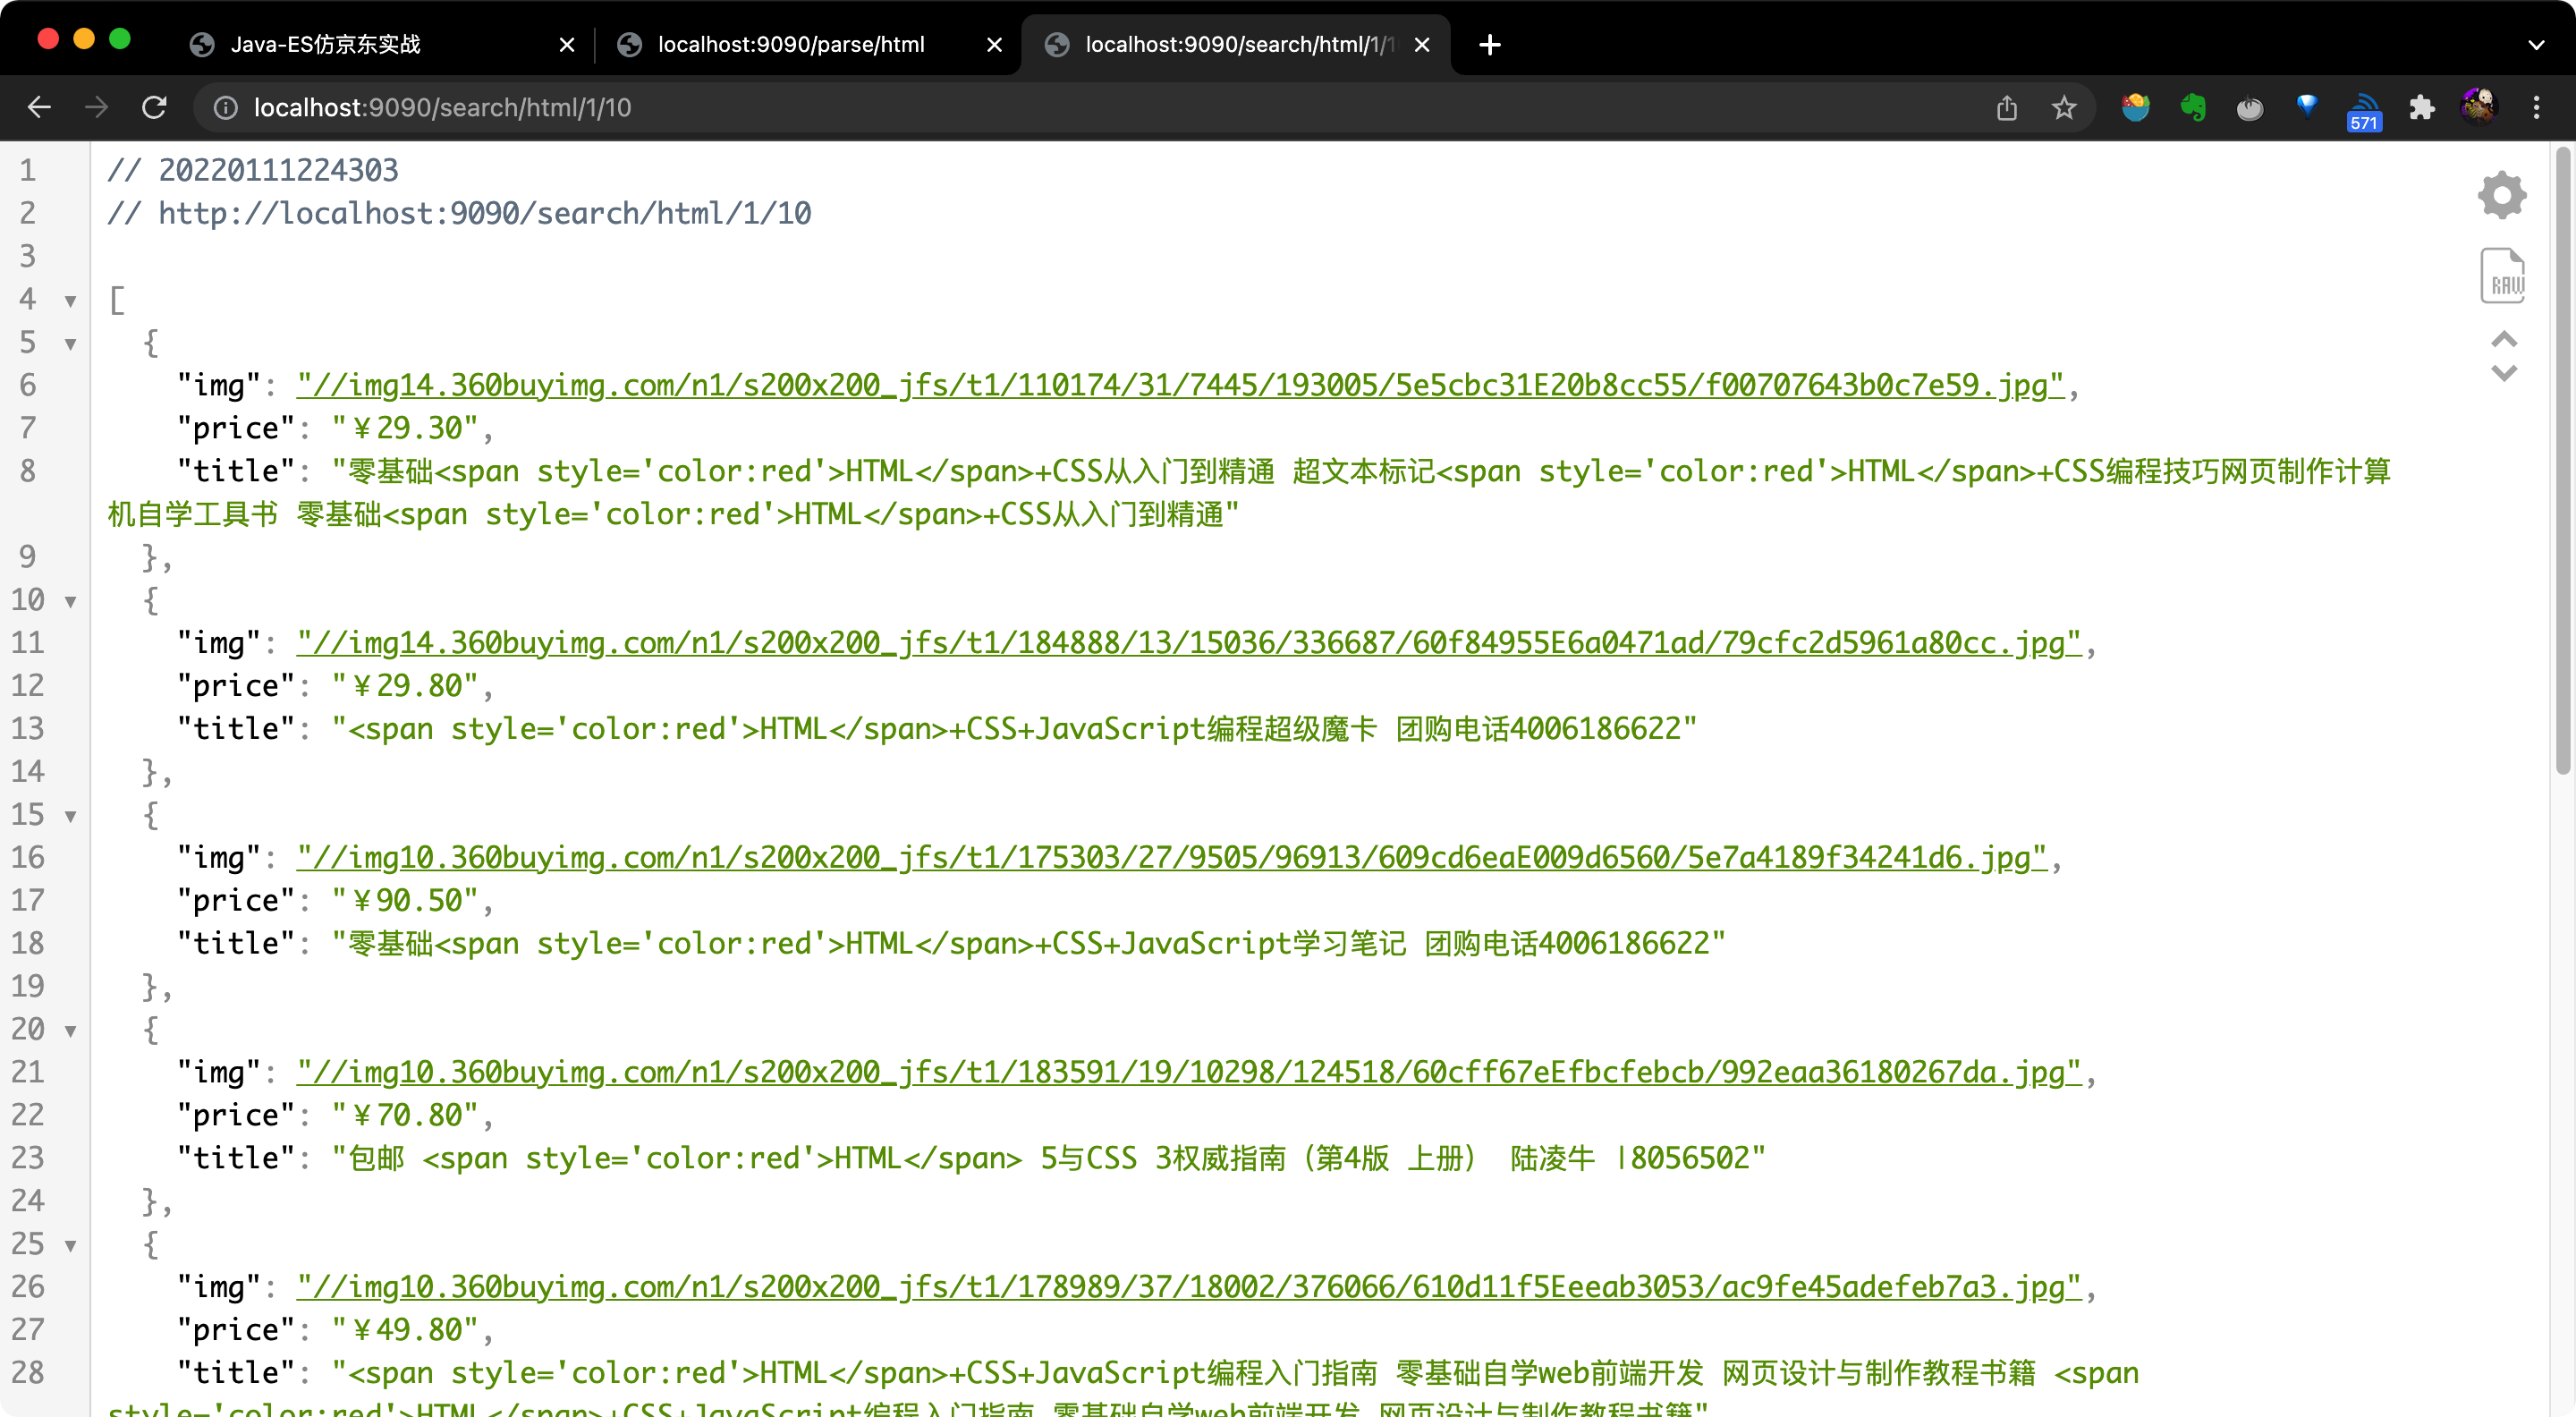 Java-ES仿京东实战
localhost:9090/parse/html
localhost:9090/search/html/1/1
localhost:9090/search/html/1/10
571
1 // 20220111224303
2 // http://localhost:9090/search/html/1/10
3
4 [
5 {
6 "img": "//img14.360buyimg.com/n1/s200x200_jfs/t1/110174/31/7445/193005/5e5cbc31E20b8cc55/f00707643b0c7e59.jpg",
7 "price": "￥29.30",
8 "title": "零基础<span style='color:red'>HTML</span>+CSS从入门到精通 超文本标记<span style='color:red'>HTML</span>+CSS编程技巧网页制作计算
机自学工具书 零基础<span style='color:red'>HTML</span>+CSS从入门到精通"
9 },
10 {
11 "img": "//img14.360buyimg.com/n1/s200x200_jfs/t1/184888/13/15036/336687/60f84955E6a0471ad/79cfc2d5961a80cc.jpg",
12 "price": "￥29.80",
13 "title": "<span style='color:red'>HTML</span>+CSS+JavaScript编程超级魔卡 团购电话4006186622"
14 },
15 {
16 "img": "//img10.360buyimg.com/n1/s200x200_jfs/t1/175303/27/9505/96913/609cd6eaE009d6560/5e7a4189f34241d6.jpg",
17 "price": "￥90.50",
18 "title": "零基础<span style='color:red'>HTML</span>+CSS+JavaScript学习笔记 团购电话4006186622"
19 },
20 {
21 "img": "//img10.360buyimg.com/n1/s200x200_jfs/t1/183591/19/10298/124518/60cff67eEfbcfebcb/992eaa36180267da.jpg",
22 "price": "￥70.80",
23 "title": "包邮 <span style='color:red'>HTML</span> 5与CSS 3权威指南（第4版 上册） 陆凌牛 |8056502"
24 },
25 {
26 "img": "//img10.360buyimg.com/n1/s200x200_jfs/t1/178989/37/18002/376066/610d11f5Eeeab3053/ac9fe45adefeb7a3.jpg",
27 "price": "￥49.80",
28 "title": "<span style='color:red'>HTML</span>+CSS+JavaScript编程入门指南 零基础自学web前端开发 网页设计与制作教程书籍 <span
style='color:red'>HTML</span>+CSS+JavaScript编程入门指南 零基础自学web前端开发 网页设计与制作教程书籍"
RAW